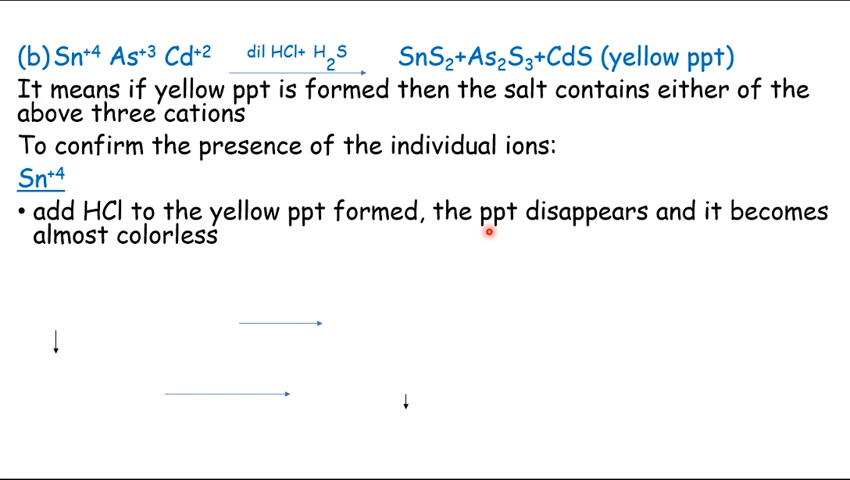 (b) Sn⁺⁴ As⁺³ Cd⁺² dil HCl+ H₂S SnS₂+As₂S₃+CdS (yellow ppt)
It means if yellow ppt is formed then the salt contains either of the
above three cations
To confirm the presence of the individual ions:
Sn⁺⁴
• add HCl to the yellow ppt formed, the ppt disappears and it becomes
almost colorless